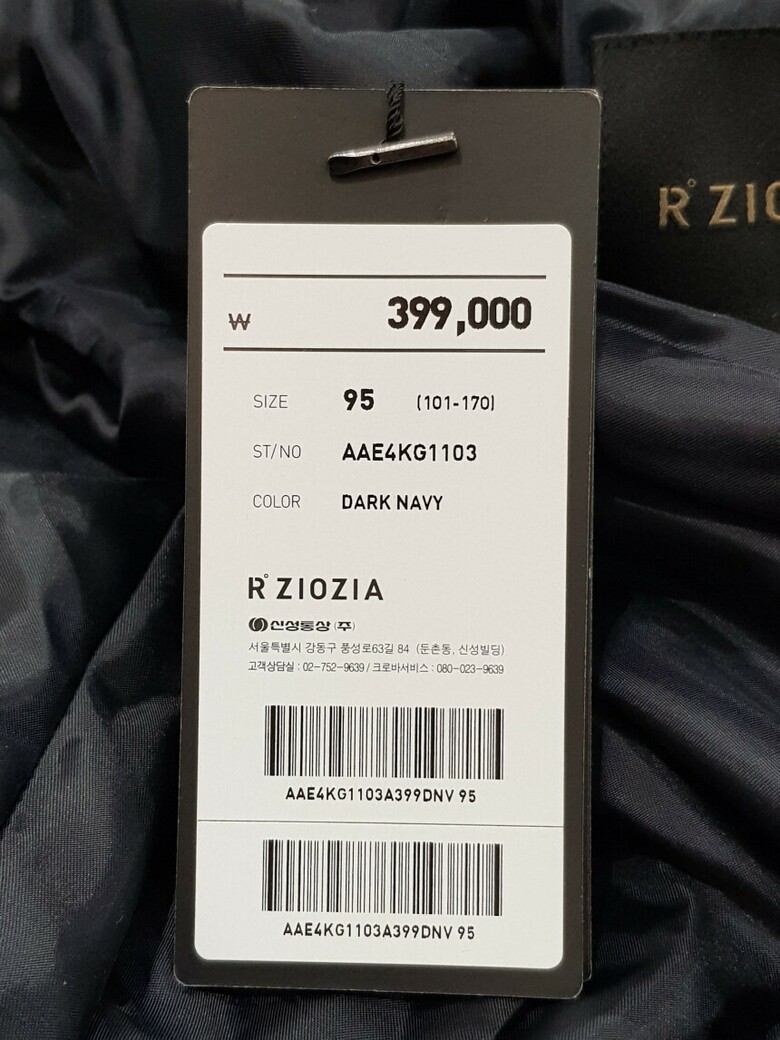 R° ZIO
₩ 399,000
SIZE 95 (101-170)
ST/NO AAE4KG1103
COLOR DARK NAVY
R° ZIOZIA
신성통상(주)
서울특별시 강동구 풍성로63길 84 (둔촌동, 신성빌딩)
고객상담실 : 02-752-9639 / 크로바서비스 : 080-023-9639
AAE4KG1103A399DNV 95
AAE4KG1103A399DNV 95